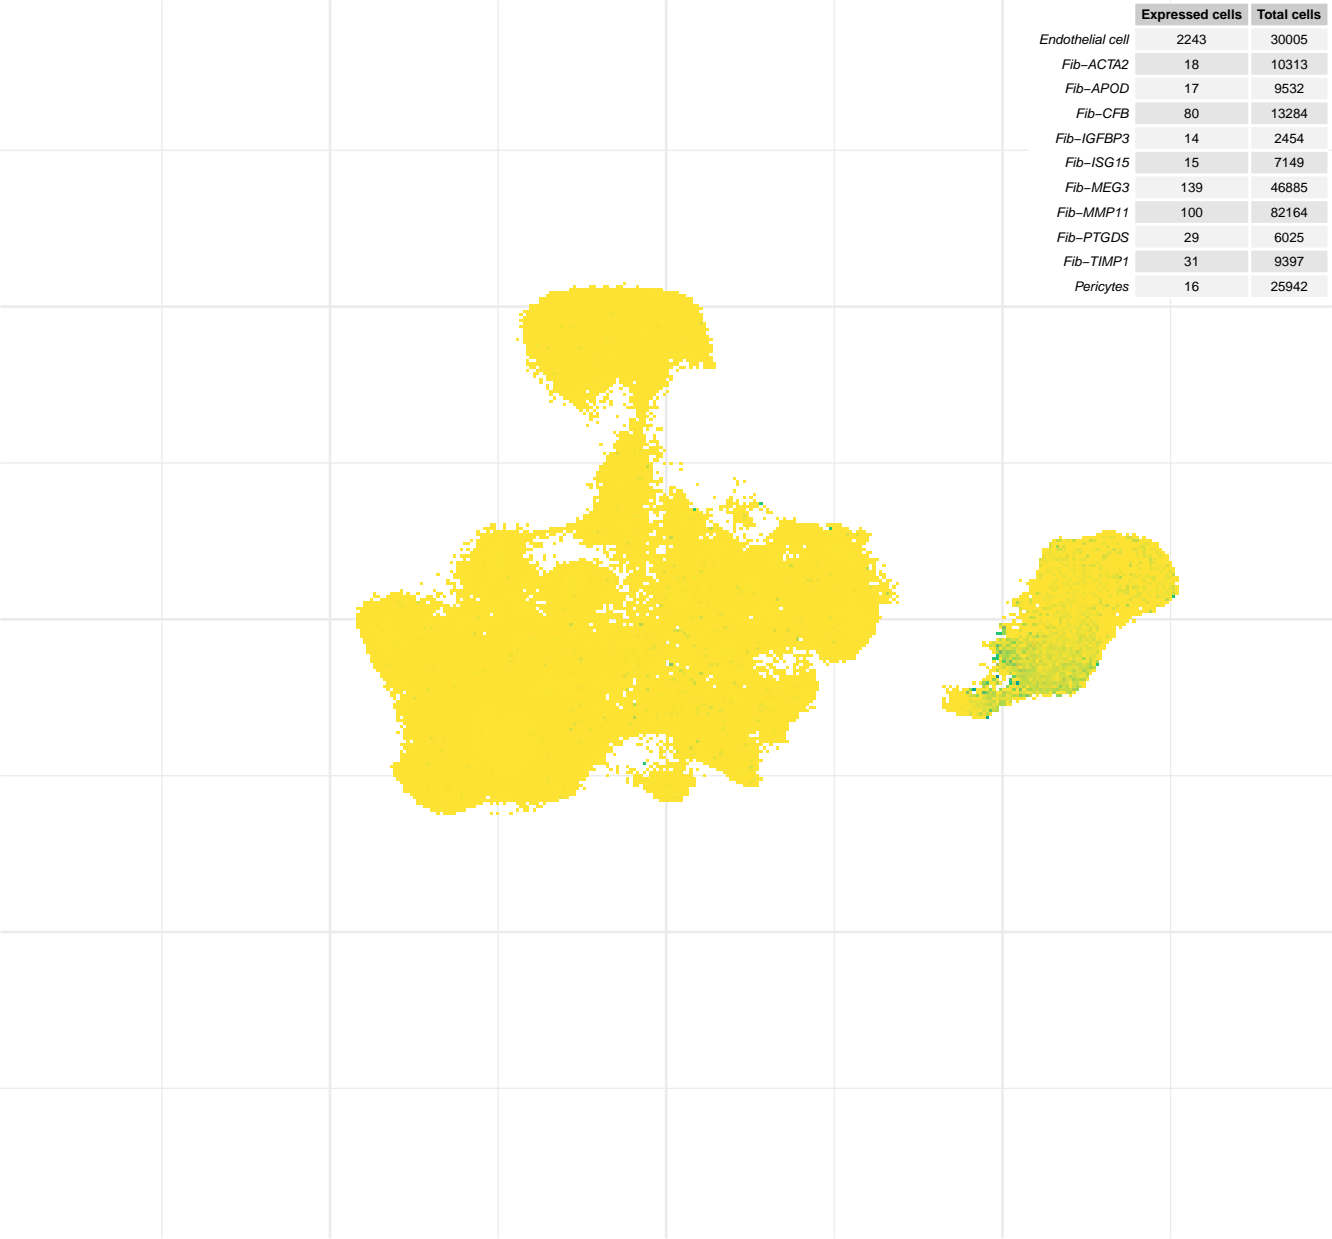 Expressed cells Total cells
Endothelial cell 2243 30005
Fib−ACTA2 18 10313
Fib−APOD 17 9532
Fib−CFB 80 13284
Fib−IGFBP3 14 2454
Fib−ISG15 15 7149
Fib−MEG3 139 46885
Fib−MMP11 100 82164
Fib−PTGDS 29 6025
Fib−TIMP1 31 9397
Pericytes 16 25942